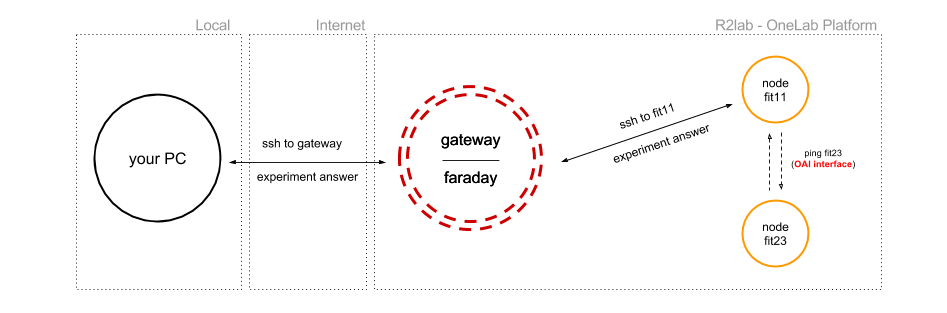 Local
Internet
R2lab - OneLab Platform
your PC
ssh to gateway
experiment answer
gateway
faraday
ssh to fit11
experiment answer
node
fit11
ping fit23
(OAI interface)
node
fit23